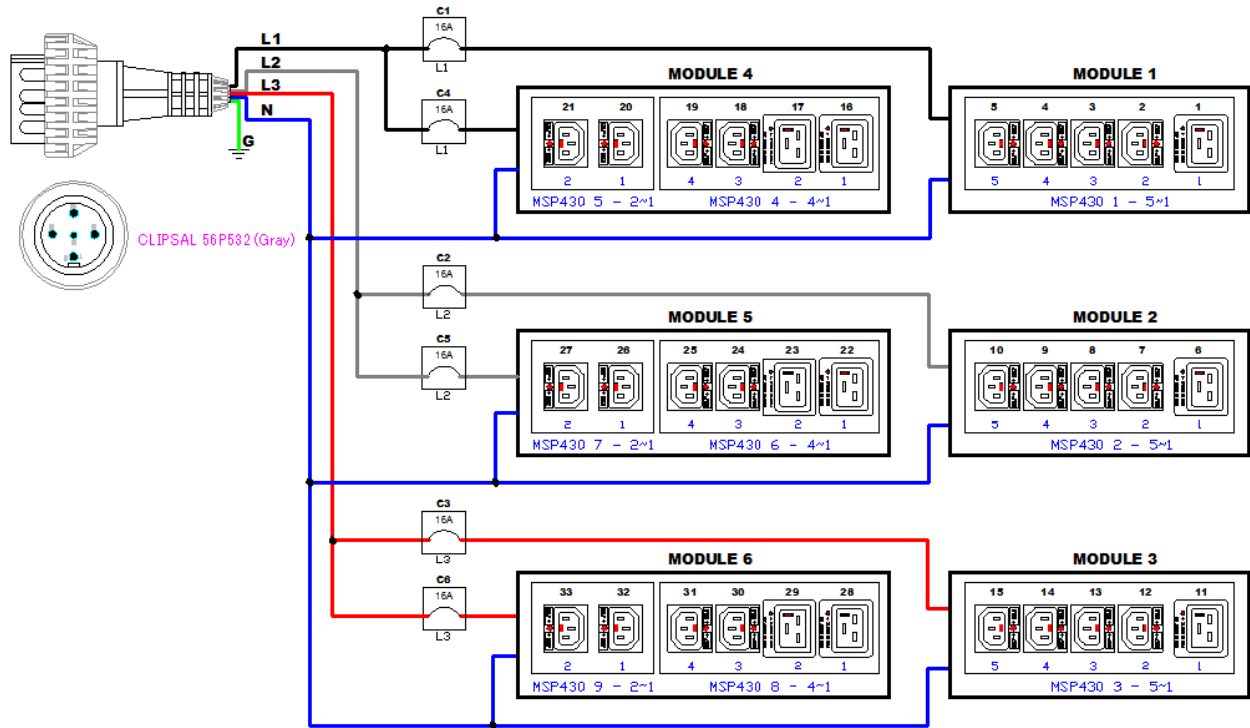 C1
16A
L1
L1
L2
L3
N
G
C4
16A
L1
MODULE 4
21 20 19 18 17 16
2 1 4 3 2 1
MSP430 5 - 2~1 MSP430 4 - 4~1
MODULE 1
5 4 3 2 1
5 4 3 2 1
MSP430 1 - 5~1
CLIPSAL 56P532(Gray)
C2
16A
L2
C5
16A
L2
MODULE 5
27 26 25 24 23 22
2 1 4 3 2 1
MSP430 7 - 2~1 MSP430 6 - 4~1
MODULE 2
10 9 8 7 6
5 4 3 2 1
MSP430 2 - 5~1
C3
16A
L3
C6
16A
L3
MODULE 6
33 32 31 30 29 28
2 1 4 3 2 1
MSP430 9 - 2~1 MSP430 8 - 4~1
MODULE 3
15 14 13 12 11
5 4 3 2 1
MSP430 3 - 5~1